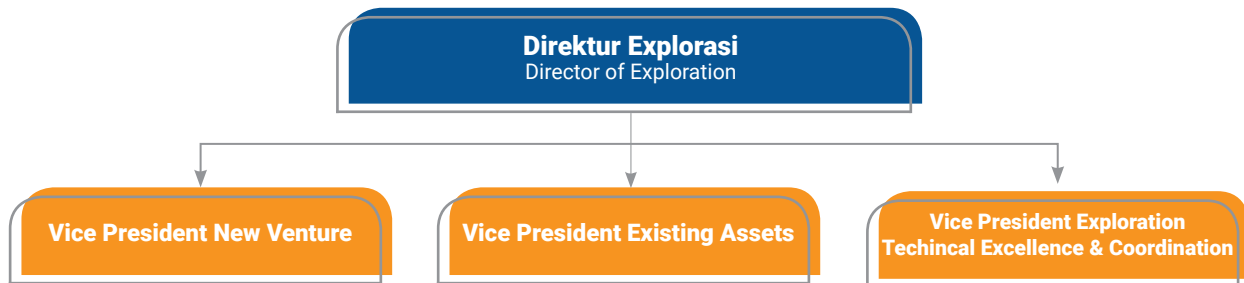 Direktur Explorasi
Director of Exploration
Vice President New Venture
Vice President Existing Assets
Vice President Exploration
Techincal Excellence & Coordination